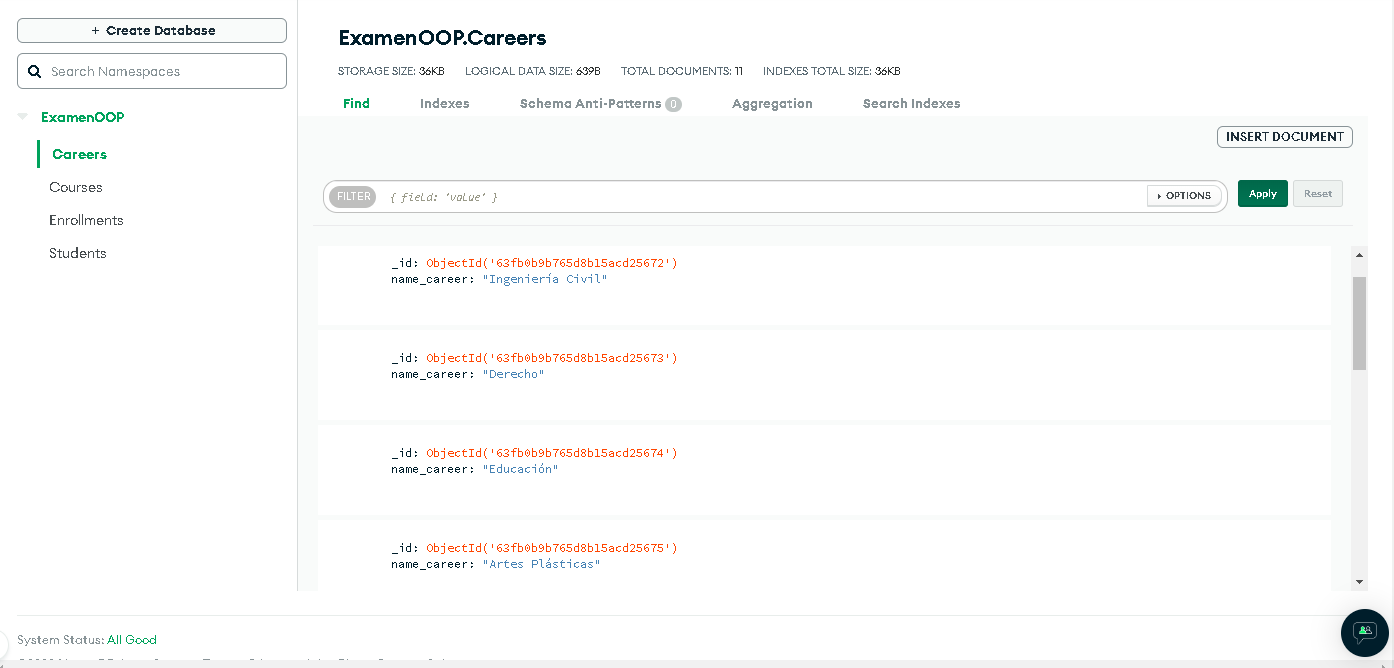 + Create Database
Search Namespaces
ExamenOOP
Careers
Courses
Enrollments
Students
ExamenOOP.Careers
STORAGE SIZE: 36KB LOGICAL DATA SIZE: 639B TOTAL DOCUMENTS: 11 INDEXES TOTAL SIZE: 36KB
Find Indexes Schema Anti-Patterns 0 Aggregation Search Indexes
INSERT DOCUMENT
FILTER { field: 'value' } OPTIONS Apply Reset
_id: ObjectId('63fb0b9b765d8b15acd25672')
name_career: "Ingeniería Civil"
_id: ObjectId('63fb0b9b765d8b15acd25673')
name_career: "Derecho"
_id: ObjectId('63fb0b9b765d8b15acd25674')
name_career: "Educación"
_id: ObjectId('63fb0b9b765d8b15acd25675')
name_career: "Artes Plásticas"
System Status: All Good